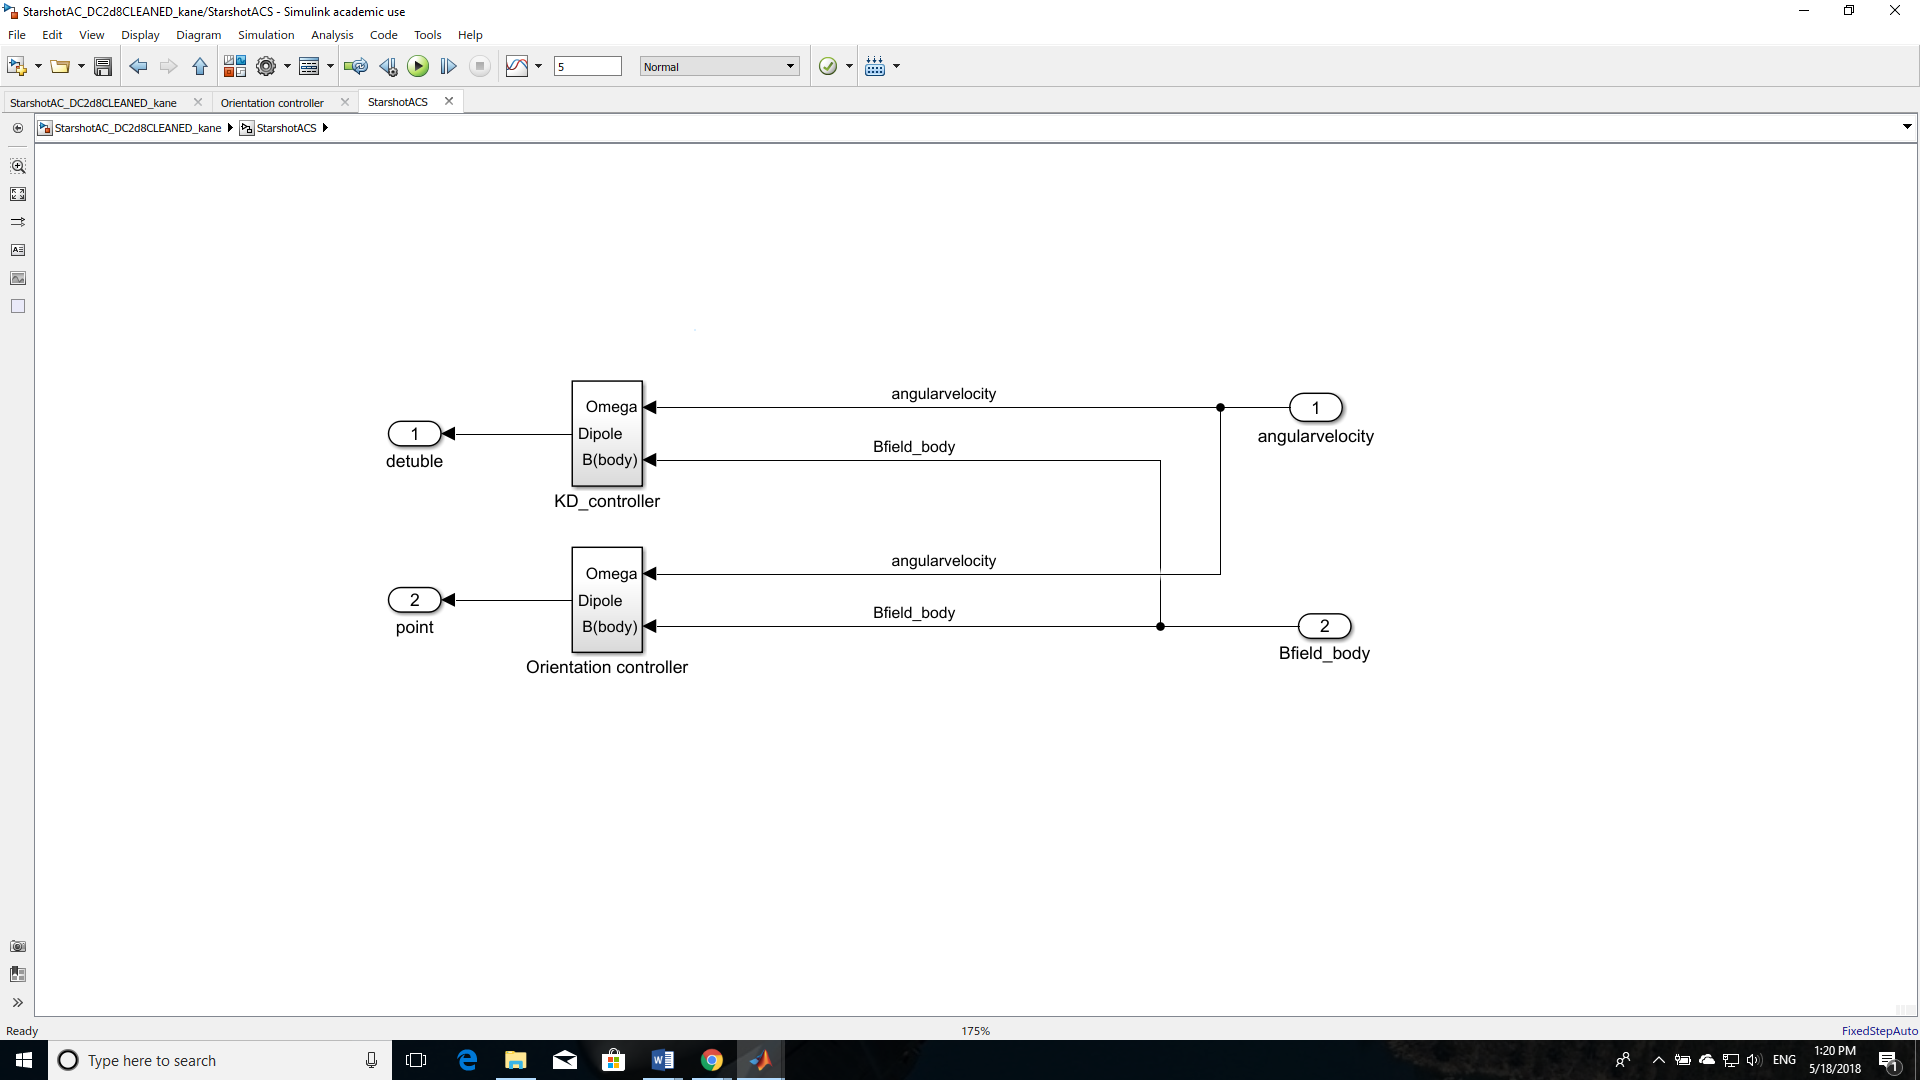 StarshotAC_DC2d8CLEANED_kane/StarshotACS - Simulink academic use
File Edit View Display Diagram Simulation Analysis Code Tools Help
5 Normal
StarshotAC_DC2d8CLEANED_kane Orientation controller StarshotACS
StarshotAC_DC2d8CLEANED_kane StarshotACS
angularvelocity
Omega
1
angularvelocity
1
detuble
Dipole
Bfield_body
B(body)
KD_controller
angularvelocity
Omega
2
point
Dipole
Bfield_body
B(body)
Orientation controller
2
Bfield_body
Ready 175% FixedStepAuto
Type here to search
ENG
1:20 PM
5/18/2018
1